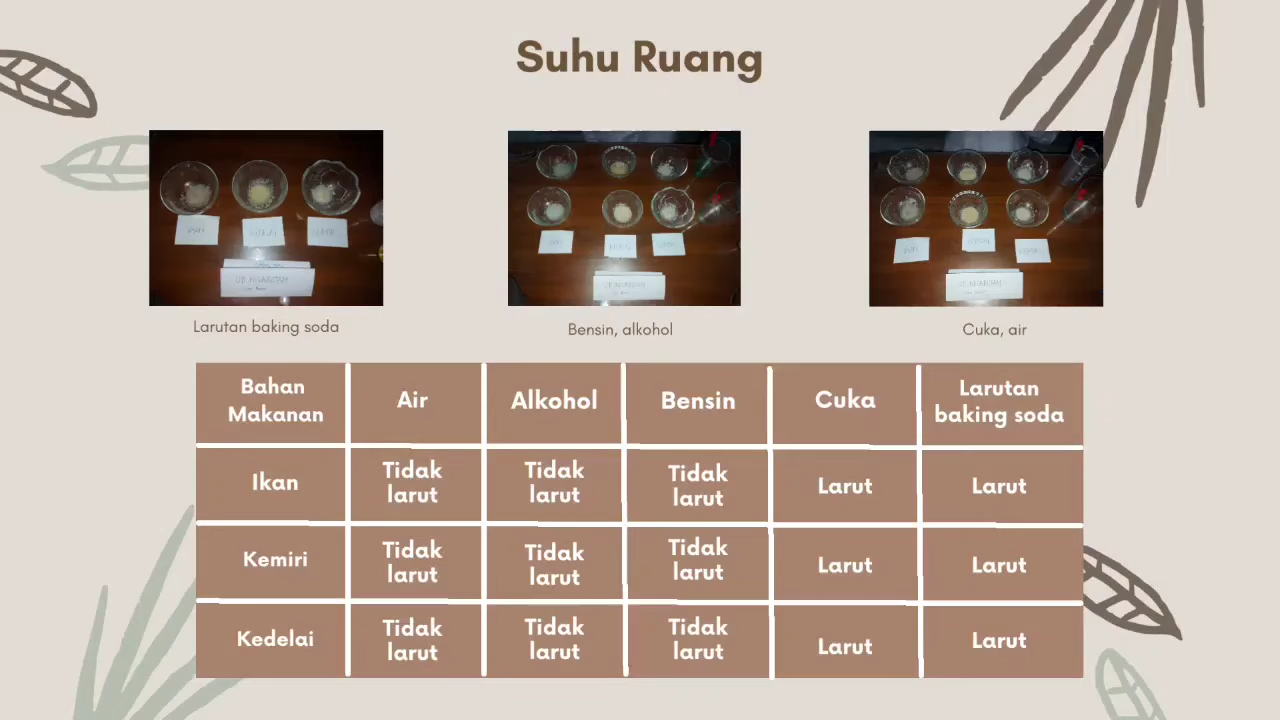 Suhu Ruang
Larutan baking soda
Bensin, alkohol
Cuka, air
Bahan
Makanan
Air
Alkohol
Bensin
Cuka
Larutan
baking soda
Ikan
Tidak
larut
Tidak
larut
Tidak
larut
Larut
Larut
Kemiri
Tidak
larut
Tidak
larut
Tidak
larut
Larut
Larut
Kedelai
Tidak
larut
Tidak
larut
Tidak
larut
Larut
Larut